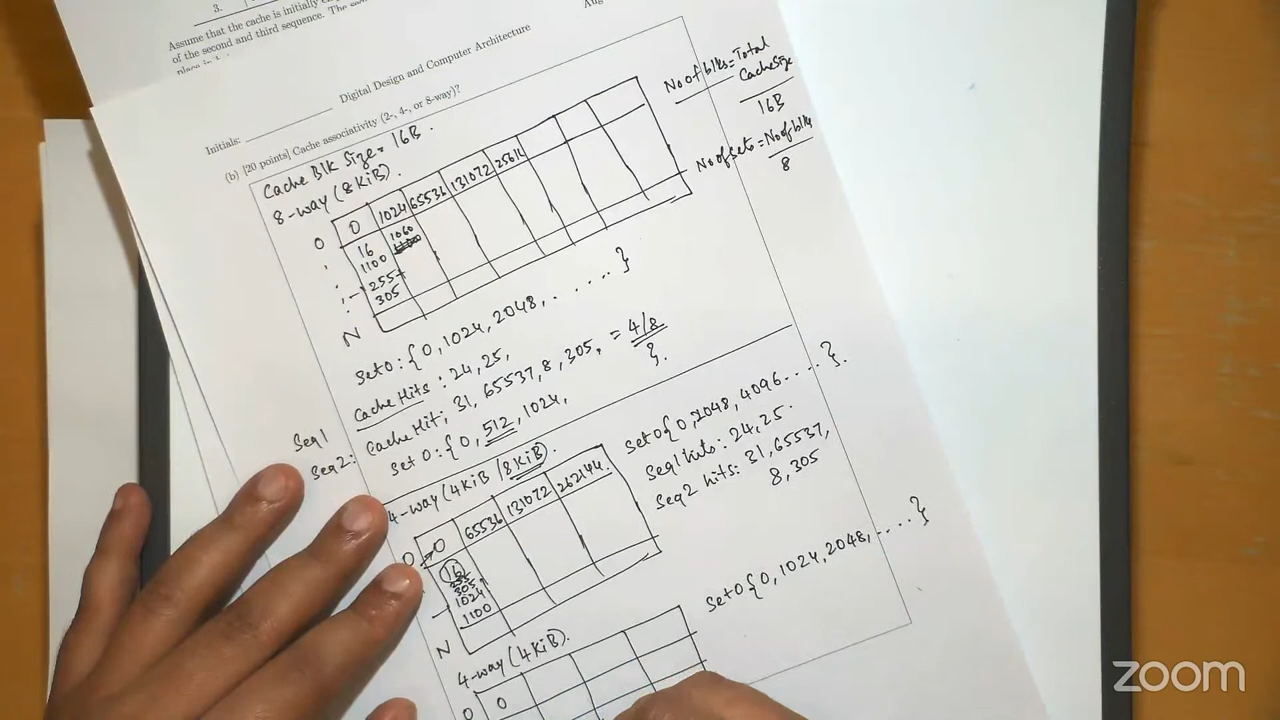 3.
Assume that the cache is initially
of the second and third sequence. The
Aug
Digital Design and Computer Architecture
Initials:
(b) [20 points] Cache associativity (2-, 4-, or 8-way)?
Cache Blk Size = 16B.
8-way (8KiB).
No of blks = Total Cache Size
16B
No of sets = No of blks
8
0 0 1024 65536 131072
16 1060
1100
255
305
N
Set 0: {0, 1024, 2048, ...... }
Seq1 Cache Hits: 24, 25,
Seq2: Cache Hit: 31, 65537, 8, 305, = 4/8
Set 0: {0, 512, 1024, }.
4-way (4KiB / 8KiB).
0 0 65536 131072 262144.
16
305
1024
1100
N
Set 0 {0, 2048, 4096 .... }.
Seq1 hits: 24, 25.
Seq2 hits: 31, 65537,
8, 305
4-way (4KiB).
0 0
Set 0 {0, 1024, 2048, .... }
zoom